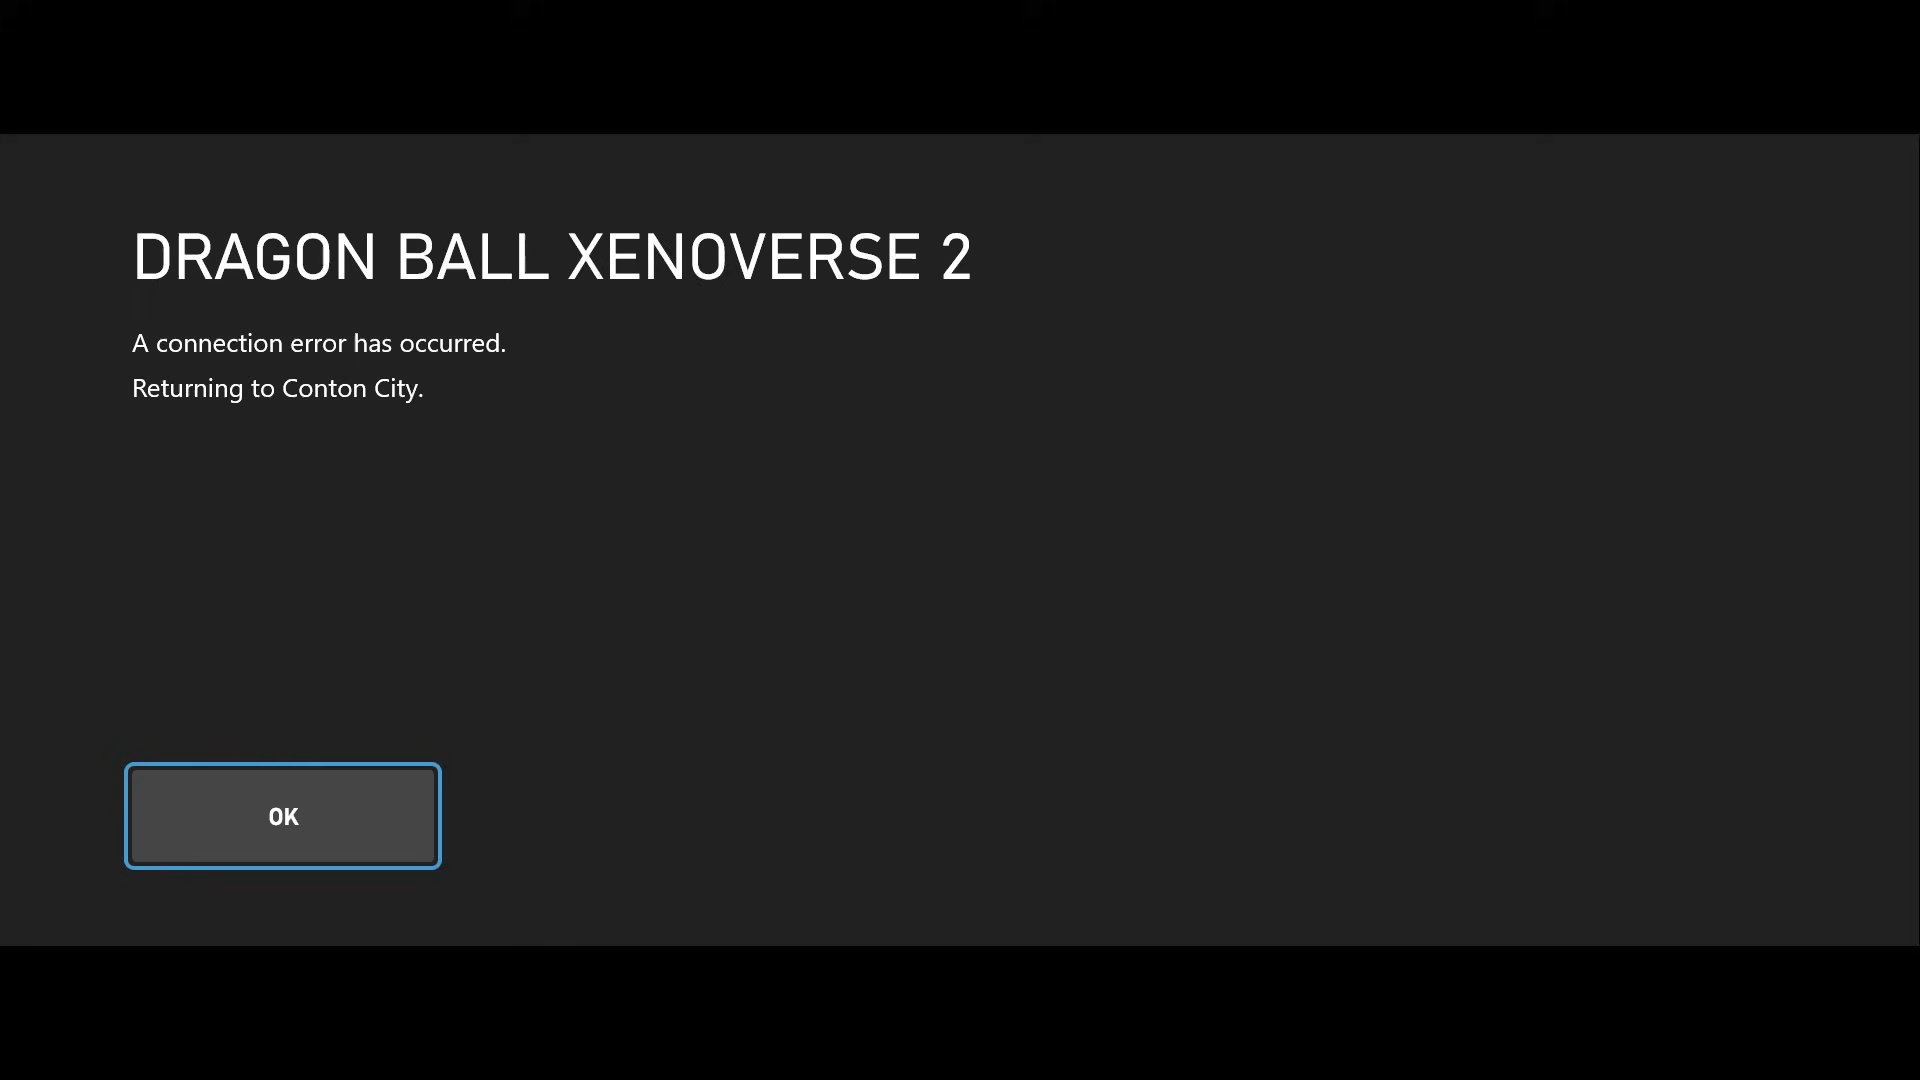 DRAGON BALL XENOVERSE 2
A connection error has occurred.
Returning to Conton City.
OK